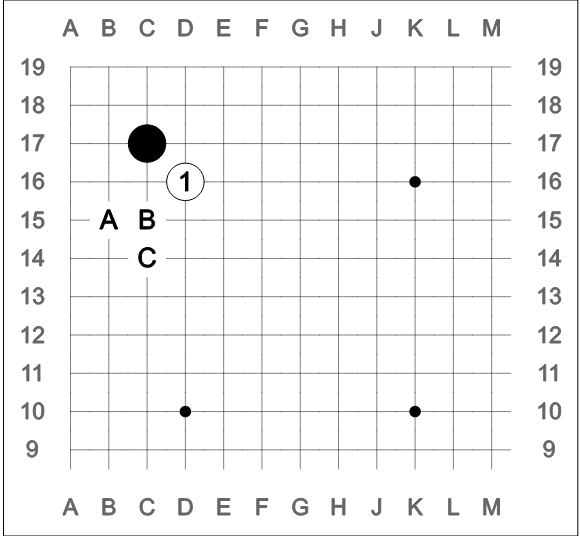 A B C D E F G H J K L M
19 19
18 18
17 17
16 1 16
15 A B 15
14 C 14
13 13
12 12
11 11
10 10
9 9
A B C D E F G H J K L M